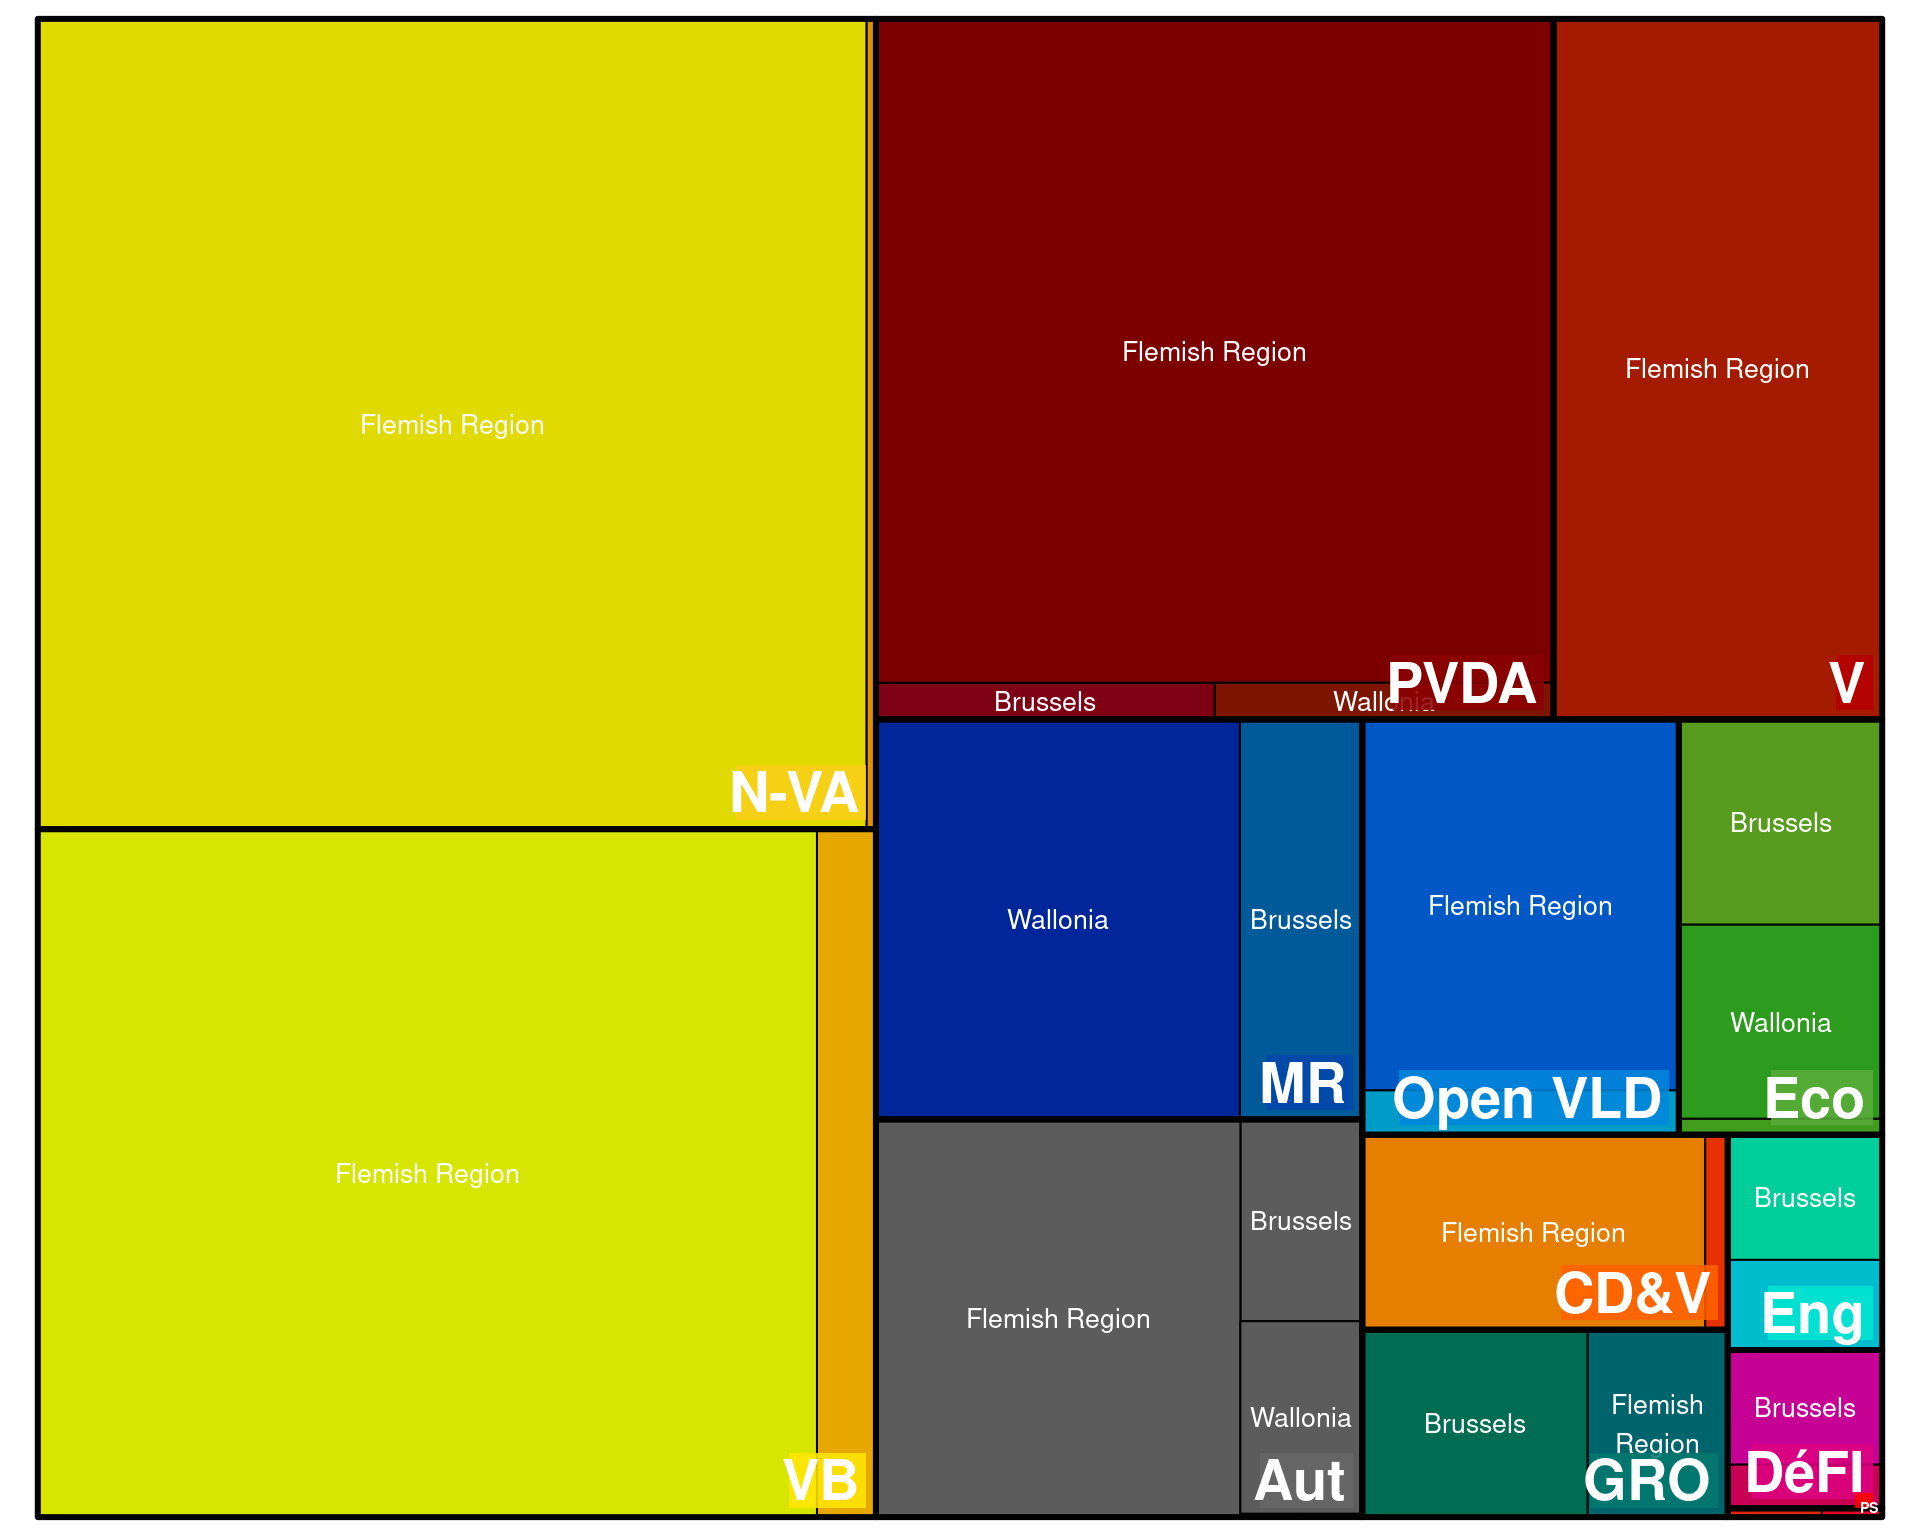 Flemish Region
N-VA
Flemish Region
VB
Flemish Region
Brussels
Wallonia
PVDA
Flemish Region
V
Wallonia
Brussels
MR
Flemish Region
Open VLD
Brussels
Wallonia
Eco
Flemish Region
Brussels
Wallonia
Aut
Flemish Region
CD&V
Brussels
Eng
Brussels
Flemish
Region
GRO
Brussels
DéFI
PS